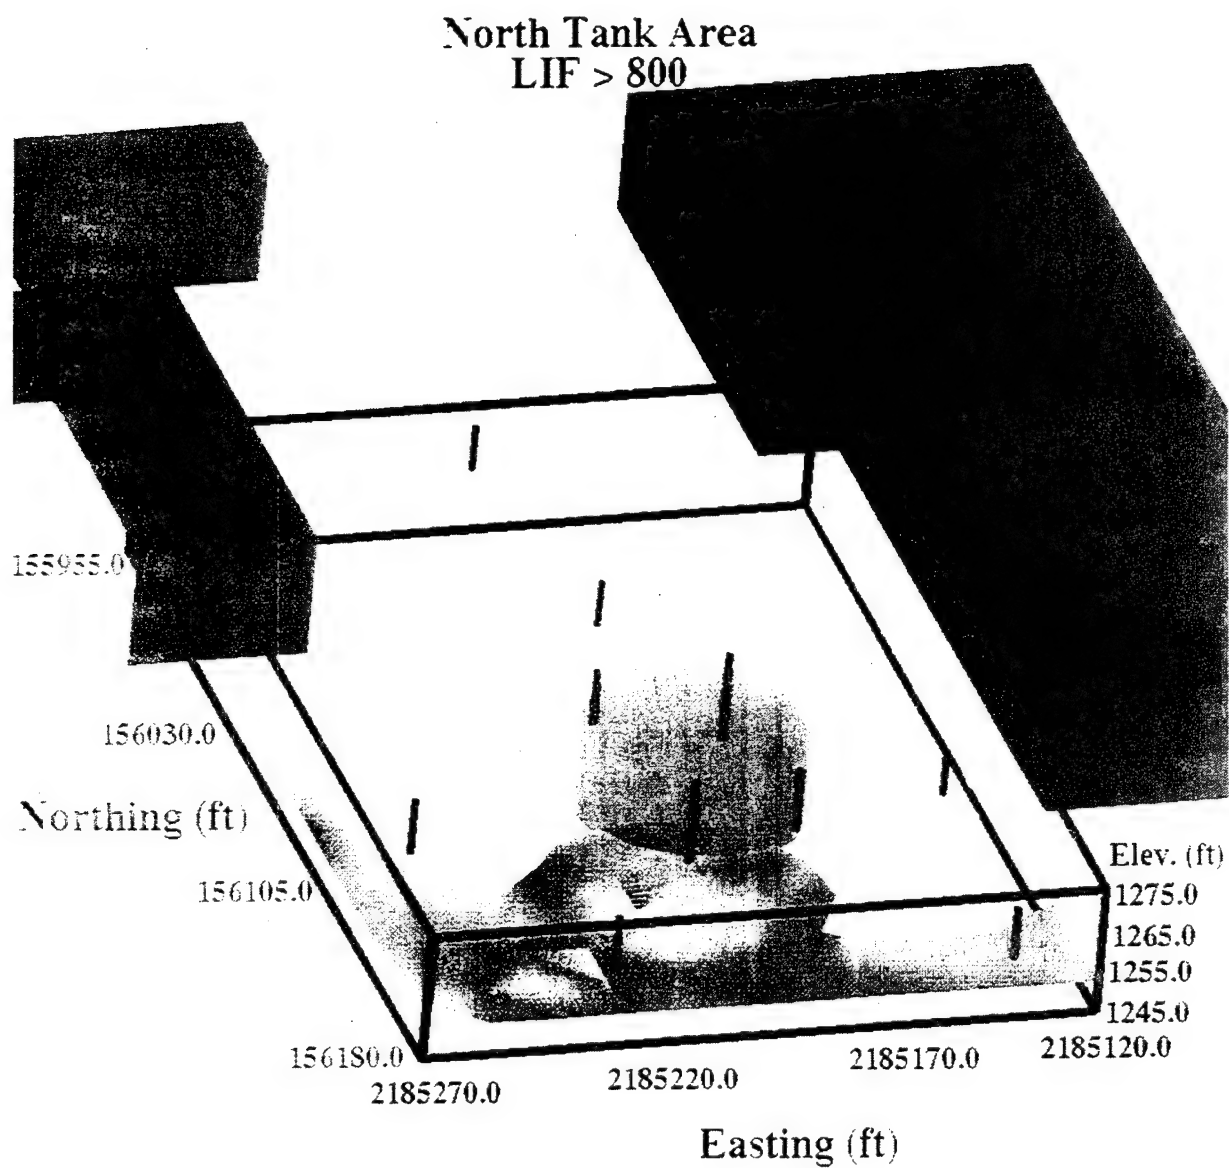 North Tank Area
LIF > 800
155955.0
156030.0
Northing (ft)
156105.0
156180.0
Elev. (ft)
1275.0
1265.0
1255.0
1245.0
2185270.0
2185220.0
2185170.0
2185120.0
Easting (ft)